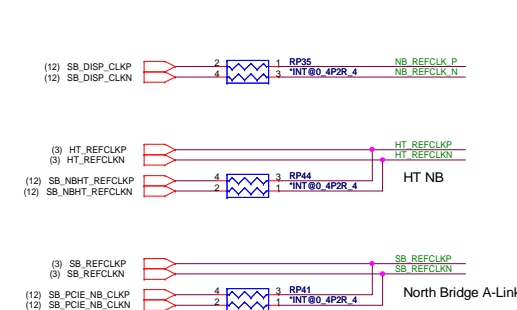 (12) SB_DISP_CLKP 2 1 RP35 NB_REFCLK_P
(12) SB_DISP_CLKN 4 3 *INT@0_4P2R_4 NB_REFCLK_N
(3) HT_REFCLKP HT_REFCLKP
(3) HT_REFCLKN HT_REFCLKN
HT NB
(12) SB_NBHT_REFCLKP 4 3 RP44
(12) SB_NBHT_REFCLKN 2 1 *INT@0_4P2R_4
(3) SB_REFCLKP SB_REFCLKP
(3) SB_REFCLKN SB_REFCLKN
(12) SB_PCIE_NB_CLKP 4 3 RP41 North Bridge A-Link
(12) SB_PCIE_NB_CLKN 2 1 *INT@0_4P2R_4